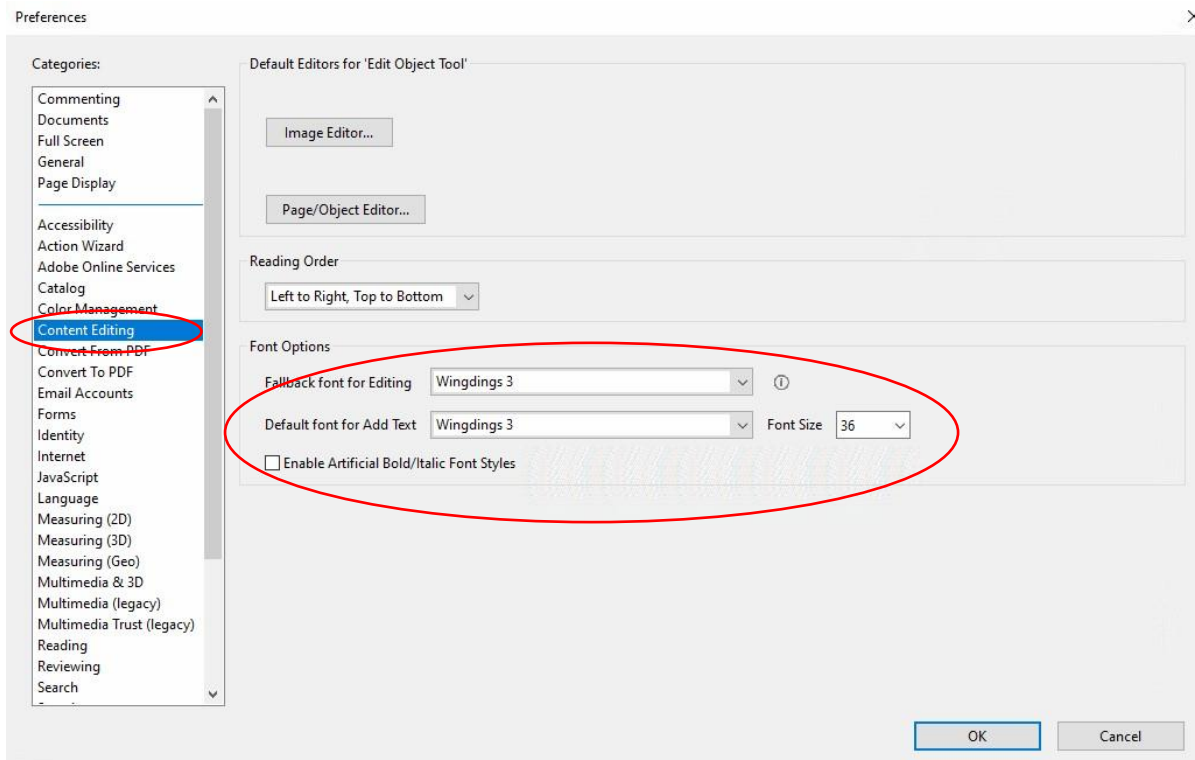 Preferences
Categories:
Commenting
Documents
Full Screen
General
Page Display
Accessibility
Action Wizard
Adobe Online Services
Catalog
Color Management
Content Editing
Convert From PDF
Convert To PDF
Email Accounts
Forms
Identity
Internet
JavaScript
Language
Measuring (2D)
Measuring (3D)
Measuring (Geo)
Multimedia & 3D
Multimedia (legacy)
Multimedia Trust (legacy)
Reading
Reviewing
Search
Default Editors for 'Edit Object Tool'
Image Editor...
Page/Object Editor...
Reading Order
Left to Right, Top to Bottom
Font Options
Fallback font for Editing Wingdings 3
Default font for Add Text Wingdings 3 Font Size 36
Enable Artificial Bold/Italic Font Styles
OK Cancel